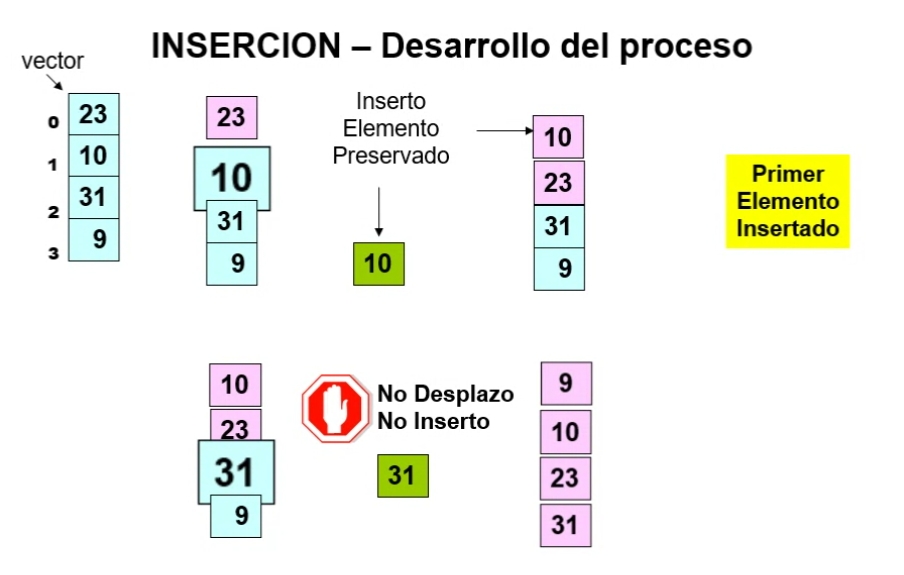 INSERCION – Desarrollo del proceso
vector
0
23
1
10
2
31
3
9
23
10
31
9
Inserto
Elemento
Preservado
10
10
23
31
9
Primer
Elemento
Insertado
10
23
31
9
No Desplazo
No Inserto
31
9
10
23
31